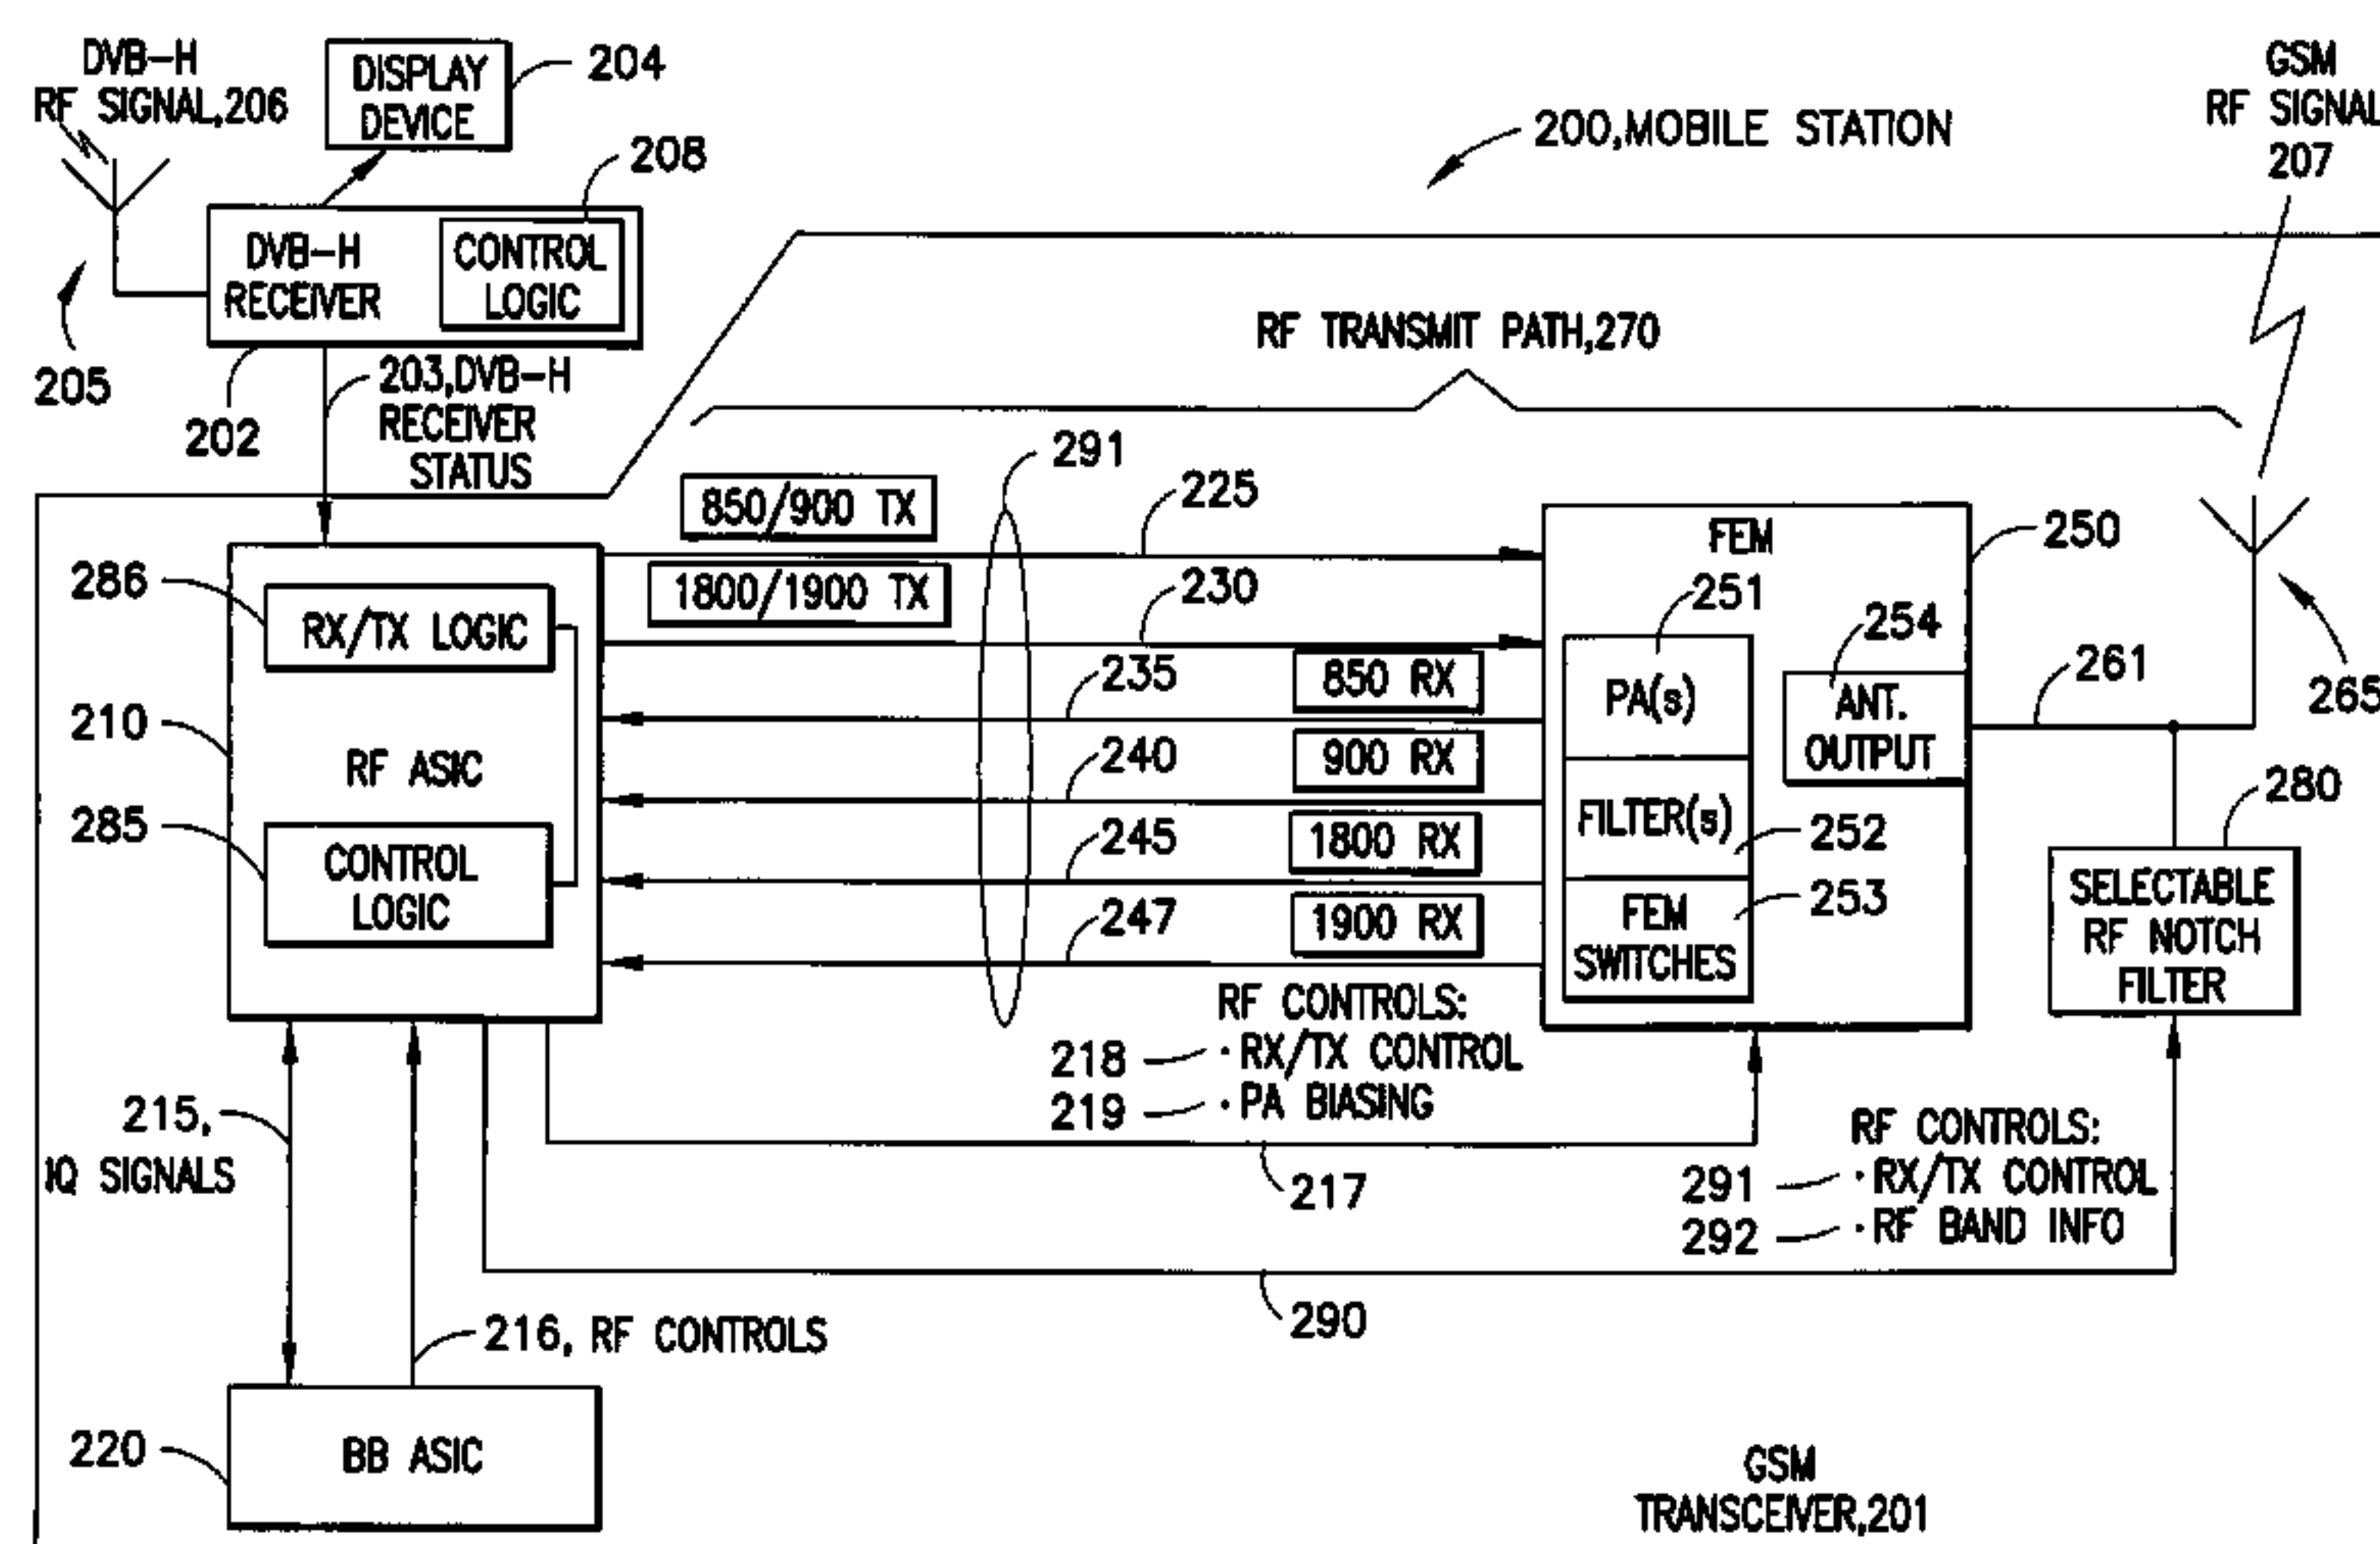 DVB-H
RF SIGNAL,206
DISPLAY
DEVICE
204
208
200,MOBILE STATION
GSM
RF SIGNAL
207
DVB-H
RECEIVER
CONTROL
LOGIC
205
202
203,DVB-H
RECEIVER
STATUS
RF TRANSMIT PATH,270
291
850/900 TX
225
1800/1900 TX
230
FEM
250
286
RX/TX LOGIC
251
254
235
850 RX
PA(s)
ANT.
OUTPUT
261
265
210
RF ASIC
240
900 RX
280
285
CONTROL
LOGIC
245
1800 RX
FILTER(s)
252
SELECTABLE
RF NOTCH
FILTER
247
1900 RX
FEM
SWITCHES
253
RF CONTROLS:
218 · RX/TX CONTROL
219 · PA BIASING
215,
IQ SIGNALS
217
RF CONTROLS:
291 · RX/TX CONTROL
292 · RF BAND INFO
290
216, RF CONTROLS
220
BB ASIC
GSM
TRANSCEIVER,201